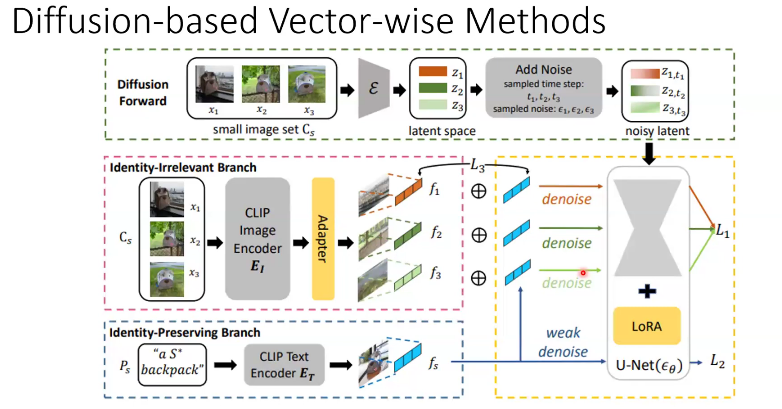 Diffusion-based Vector-wise Methods
Diffusion
Forward
x₁ x₂ x₃
small image set Cₛ
ℰ
z₁
z₂
z₃
latent space
Add Noise
sampled time step:
t₁, t₂, t₃
sampled noise: ϵ₁, ϵ₂, ϵ₃
z₁,t₁
z₂,t₂
z₃,t₃
noisy latent
Identity-Irrelevant Branch
Cₛ
x₁
x₂
x₃
CLIP
Image
Encoder
E_I
Adapter
f₁
f₂
f₃
L₃
⊕
⊕
⊕
denoise
denoise
denoise
L₁
+
LoRA
U-Net(ϵ_θ)
L₂
Identity-Preserving Branch
Pₛ
"a S*
backpack"
CLIP Text
Encoder E_T
fₛ
weak
denoise